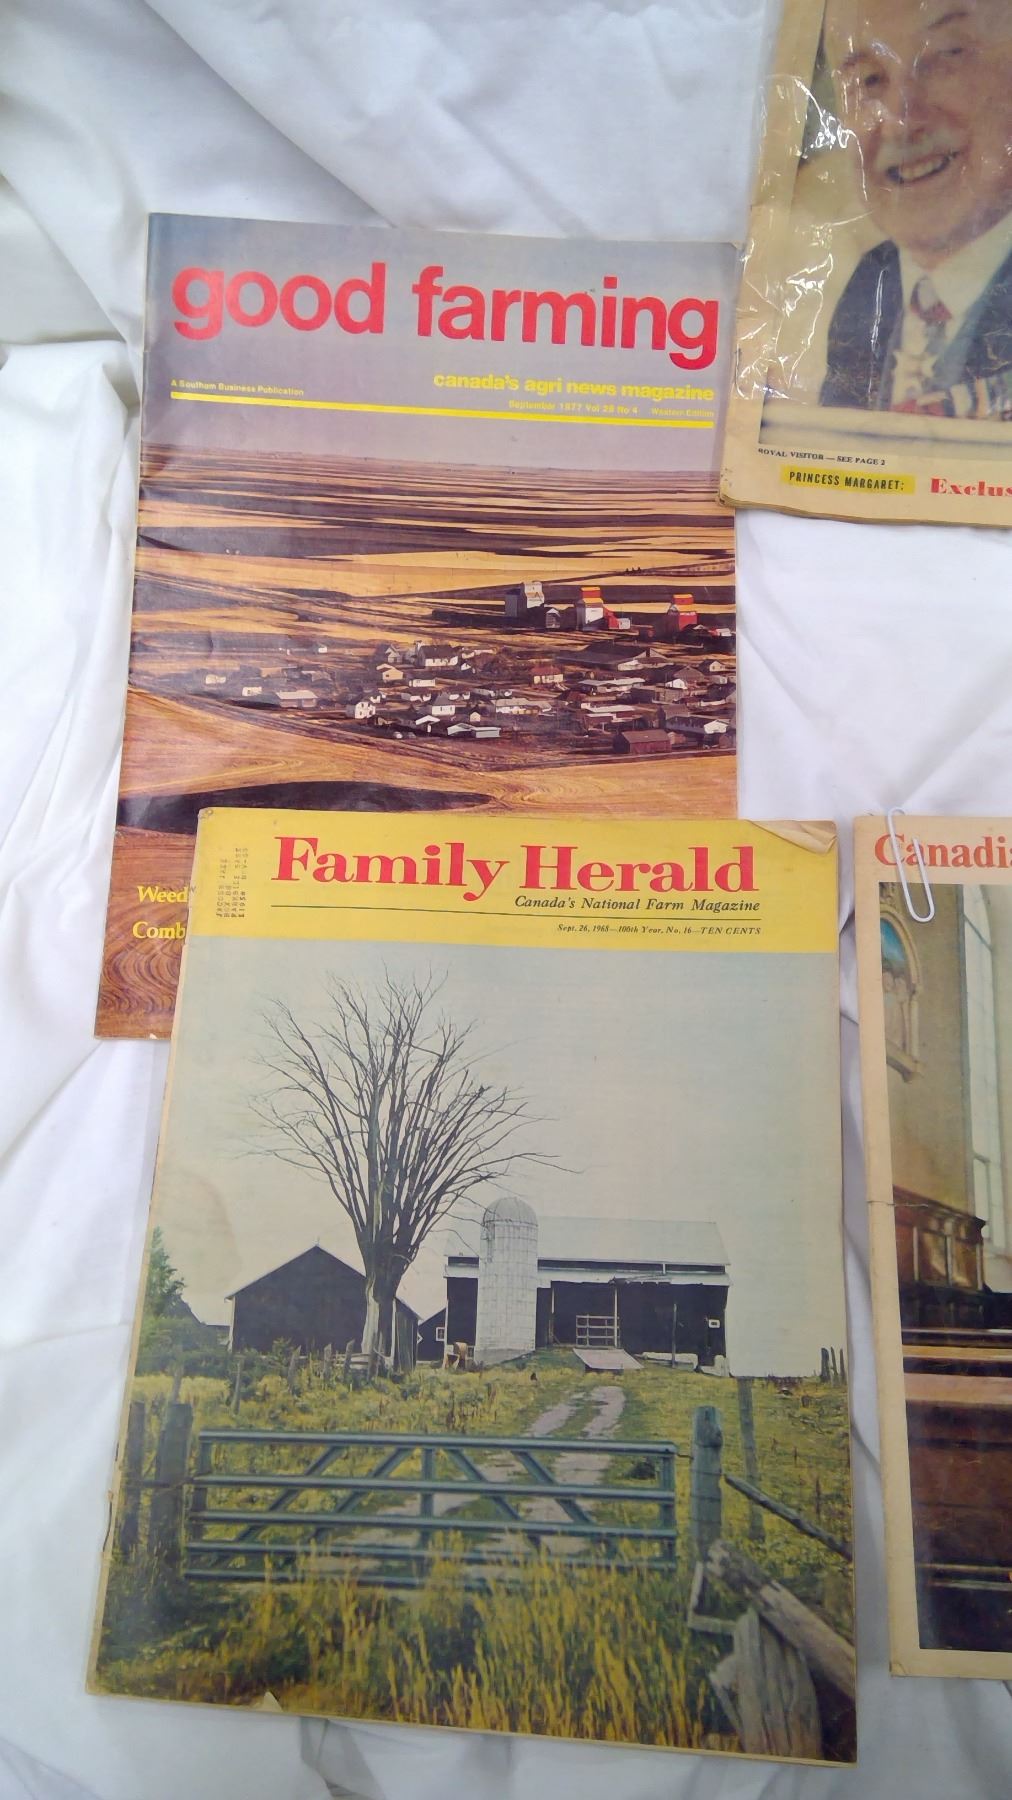 good farming
A Southam Business Publication
canada's agri news magazine
September 1977 Vol 28 No 4 Western Edition
ROYAL VISITOR — SEE PAGE 2
PRINCESS MARGARET: Exclus
Weed
Comb
Family Herald
Canada's National Farm Magazine
Sept. 26, 1968—100th Year, No. 16—TEN CENTS
Canadi